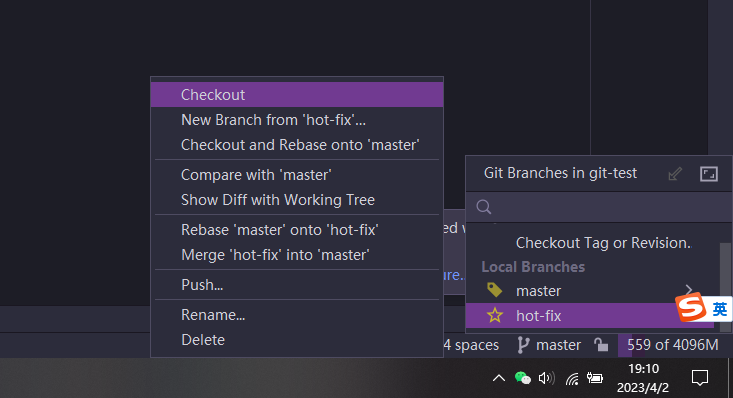 Checkout
New Branch from 'hot-fix'...
Checkout and Rebase onto 'master'
Compare with 'master'
Show Diff with Working Tree
Rebase 'master' onto 'hot-fix'
Merge 'hot-fix' into 'master'
Push...
Rename...
Delete
Git Branches in git-test
Checkout Tag or Revision.
Local Branches
master
hot-fix
英
4 spaces
master
559 of 4096M
19:10
2023/4/2